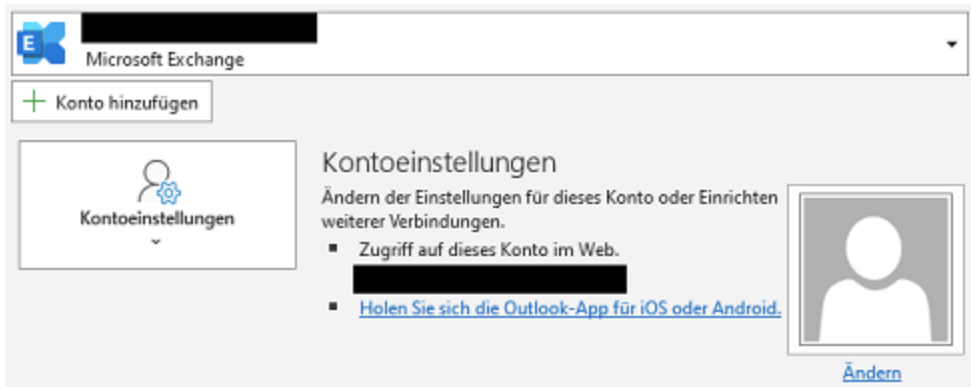 E
Microsoft Exchange
Konto hinzufügen
Kontoeinstellungen
Kontoeinstellungen
Ändern der Einstellungen für dieses Konto oder Einrichten
weiterer Verbindungen.
Zugriff auf dieses Konto im Web.
Holen Sie sich die Outlook-App für iOS oder Android.
Ändern